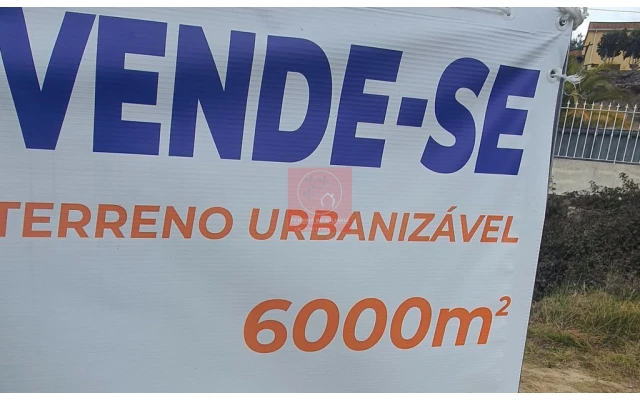 VENDE-SE
TERRENO URBANIZÁVEL
6000m²